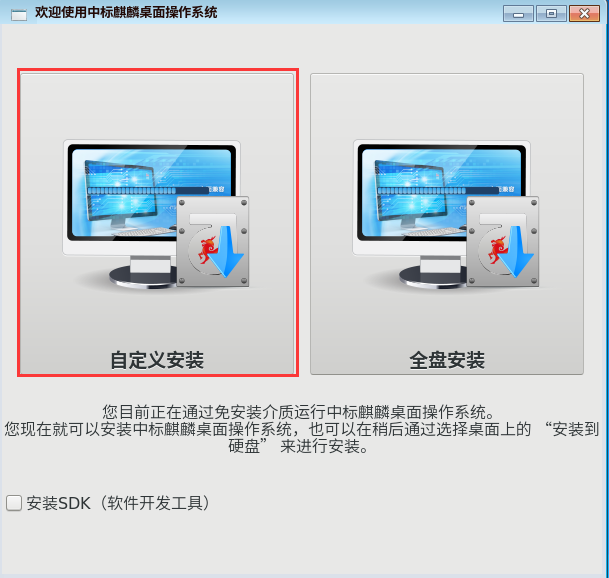 欢迎使用中标麒麟桌面操作系统
自定义安装
全盘安装
您目前正在通过免安装介质运行中标麒麟桌面操作系统。
您现在就可以安装中标麒麟桌面操作系统，也可以在稍后通过选择桌面上的 “安装到
硬盘” 来进行安装。
安装SDK（软件开发工具）